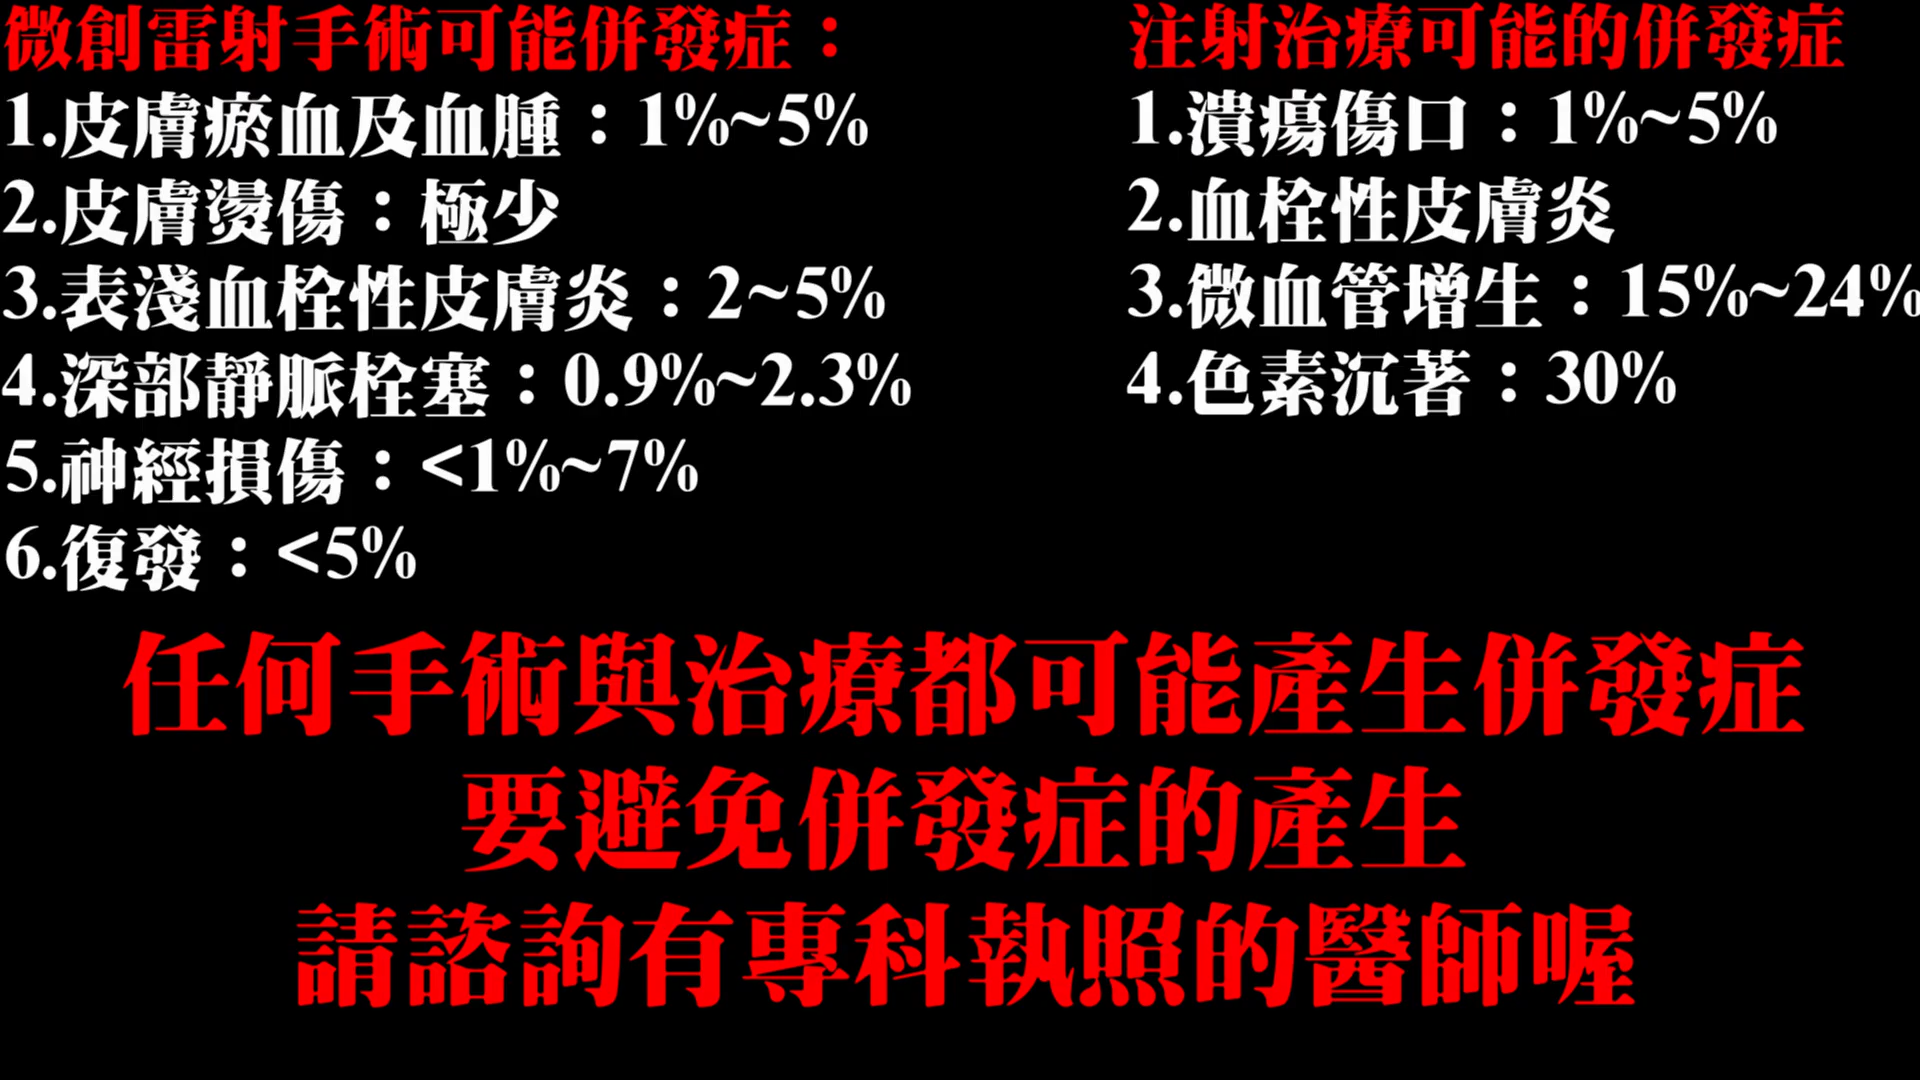 微創雷射手術可能併發症：
1.皮膚瘀血及血腫：1%~5%
2.皮膚燙傷：極少
3.表淺血栓性皮膚炎：2~5%
4.深部靜脈栓塞：0.9%~2.3%
5.神經損傷：<1%~7%
6.復發：<5%
注射治療可能的併發症
1.潰瘍傷口：1%~5%
2.血栓性皮膚炎
3.微血管增生：15%~24%
4.色素沉著：30%
任何手術與治療都可能產生併發症
要避免併發症的產生
請諮詢有專科執照的醫師喔